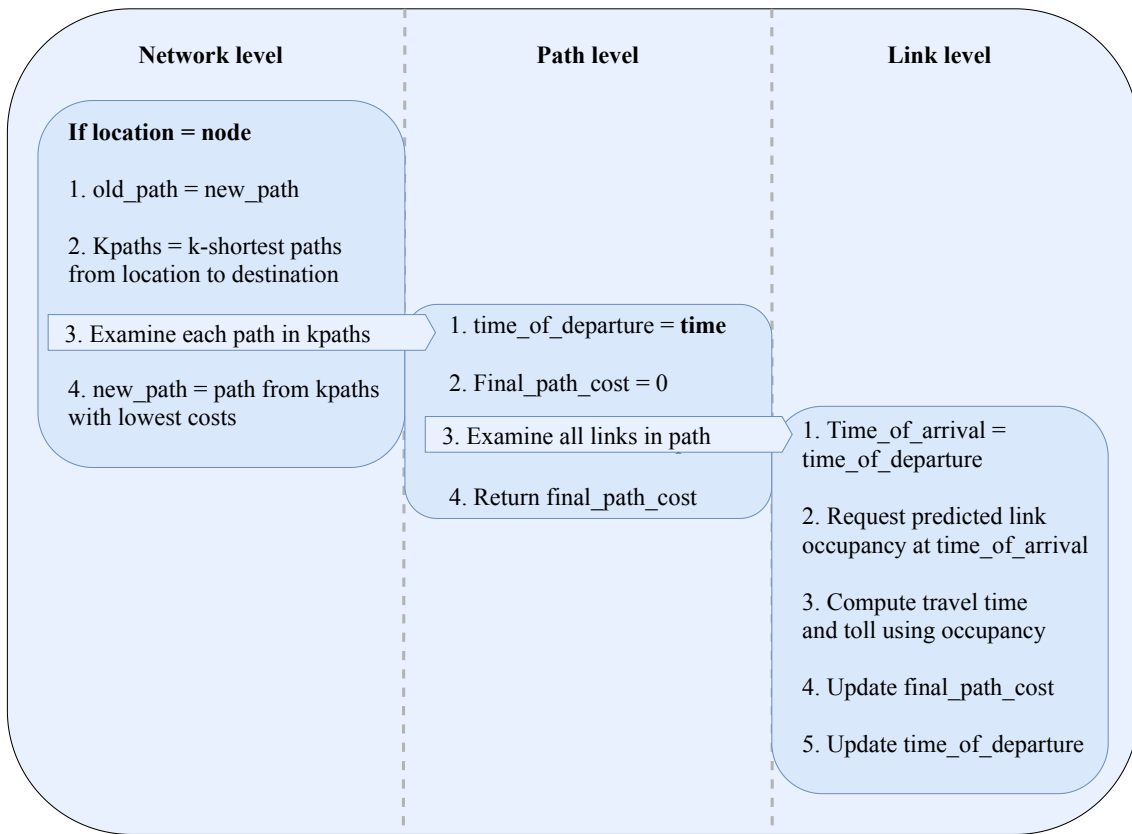 Network level
Path level
Link level
If location = node
1. old_path = new_path
2. Kpaths = k-shortest paths
from location to destination
3. Examine each path in kpaths
4. new_path = path from kpaths
with lowest costs
1. time_of_departure = time
2. Final_path_cost = 0
3. Examine all links in path
4. Return final_path_cost
1. Time_of_arrival =
time_of_departure
2. Request predicted link
occupancy at time_of_arrival
3. Compute travel time
and toll using occupancy
4. Update final_path_cost
5. Update time_of_departure